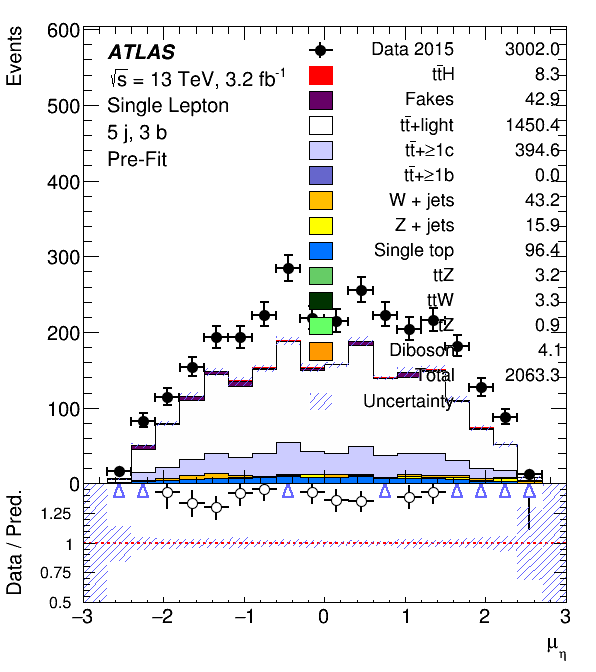 Events
600
500
400
300
200
100
0
ATLAS
√s = 13 TeV, 3.2 fb⁻¹
Single Lepton
5 j, 3 b
Pre-Fit
Data 2015 3002.0
tt̄H 8.3
Fakes 42.9
tt̄+light 1450.4
tt̄+≥1c 394.6
tt̄+≥1b 0.0
W + jets 43.2
Z + jets 15.9
Single top 96.4
ttZ 3.2
ttW 3.3
tZ 0.9
Diboson 4.1
Total 2063.3
Uncertainty
Data / Pred.
1.25
1
0.75
0.5
−3 −2 −1 0 1 2 3
μη